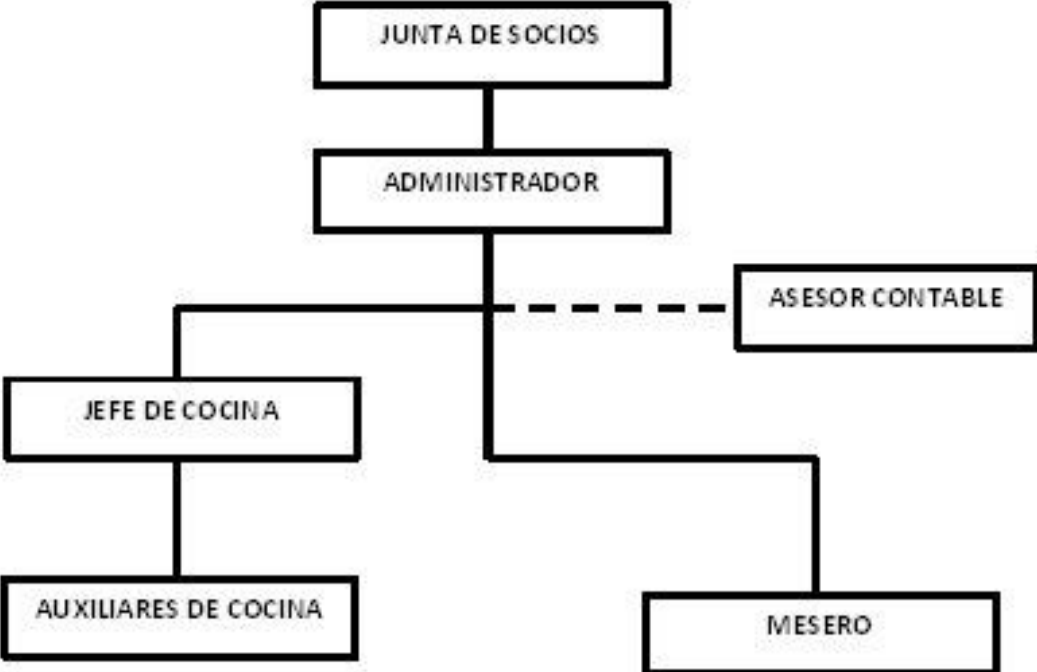 JUNTA DE SOCIOS
ADMINISTRADOR
ASESOR CONTABLE
JEFE DE COCINA
AUXILIARES DE COCINA
MESERO